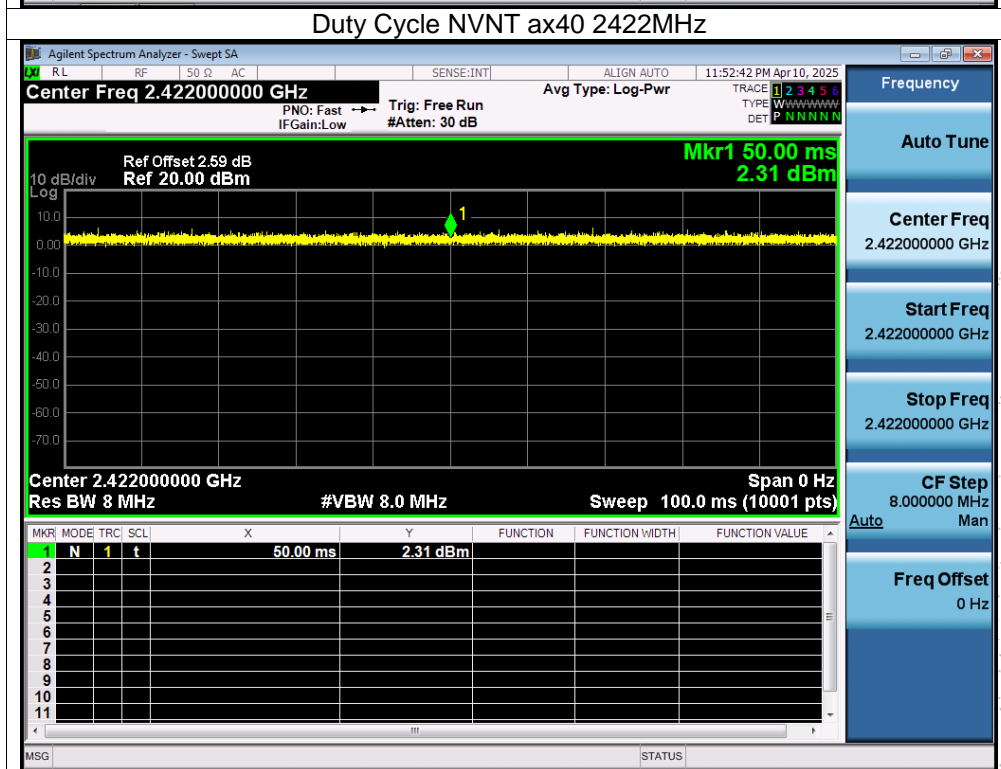 Duty Cycle NVNT ax40 2422MHz
Agilent Spectrum Analyzer - Swept SA
LXI RL RF 50 Ω AC SENSE:INT ALIGN AUTO 11:52:42 PM Apr 10, 2025
Center Freq 2.422000000 GHz
PNO: Fast
IFGain:Low
Trig: Free Run
#Atten: 30 dB
Avg Type: Log-Pwr
TRACE 1 2 3 4 5 6
TYPE WWWWWW
DET P N N N N N
Ref Offset 2.59 dB
Ref 20.00 dBm
10 dB/div
Log
Mkr1 50.00 ms
2.31 dBm
1
10.0
0.00
-10.0
-20.0
-30.0
-40.0
-50.0
-60.0
-70.0
Center 2.422000000 GHz Span 0 Hz
Res BW 8 MHz #VBW 8.0 MHz Sweep 100.0 ms (10001 pts)
MKR MODE TRC SCL X Y FUNCTION FUNCTION WIDTH FUNCTION VALUE
1 N 1 t 50.00 ms 2.31 dBm
2
3
4
5
6
7
8
9
10
11
MSG STATUS
Frequency
Auto Tune
Center Freq
2.422000000 GHz
Start Freq
2.422000000 GHz
Stop Freq
2.422000000 GHz
CF Step
8.000000 MHz
Auto Man
Freq Offset
0 Hz